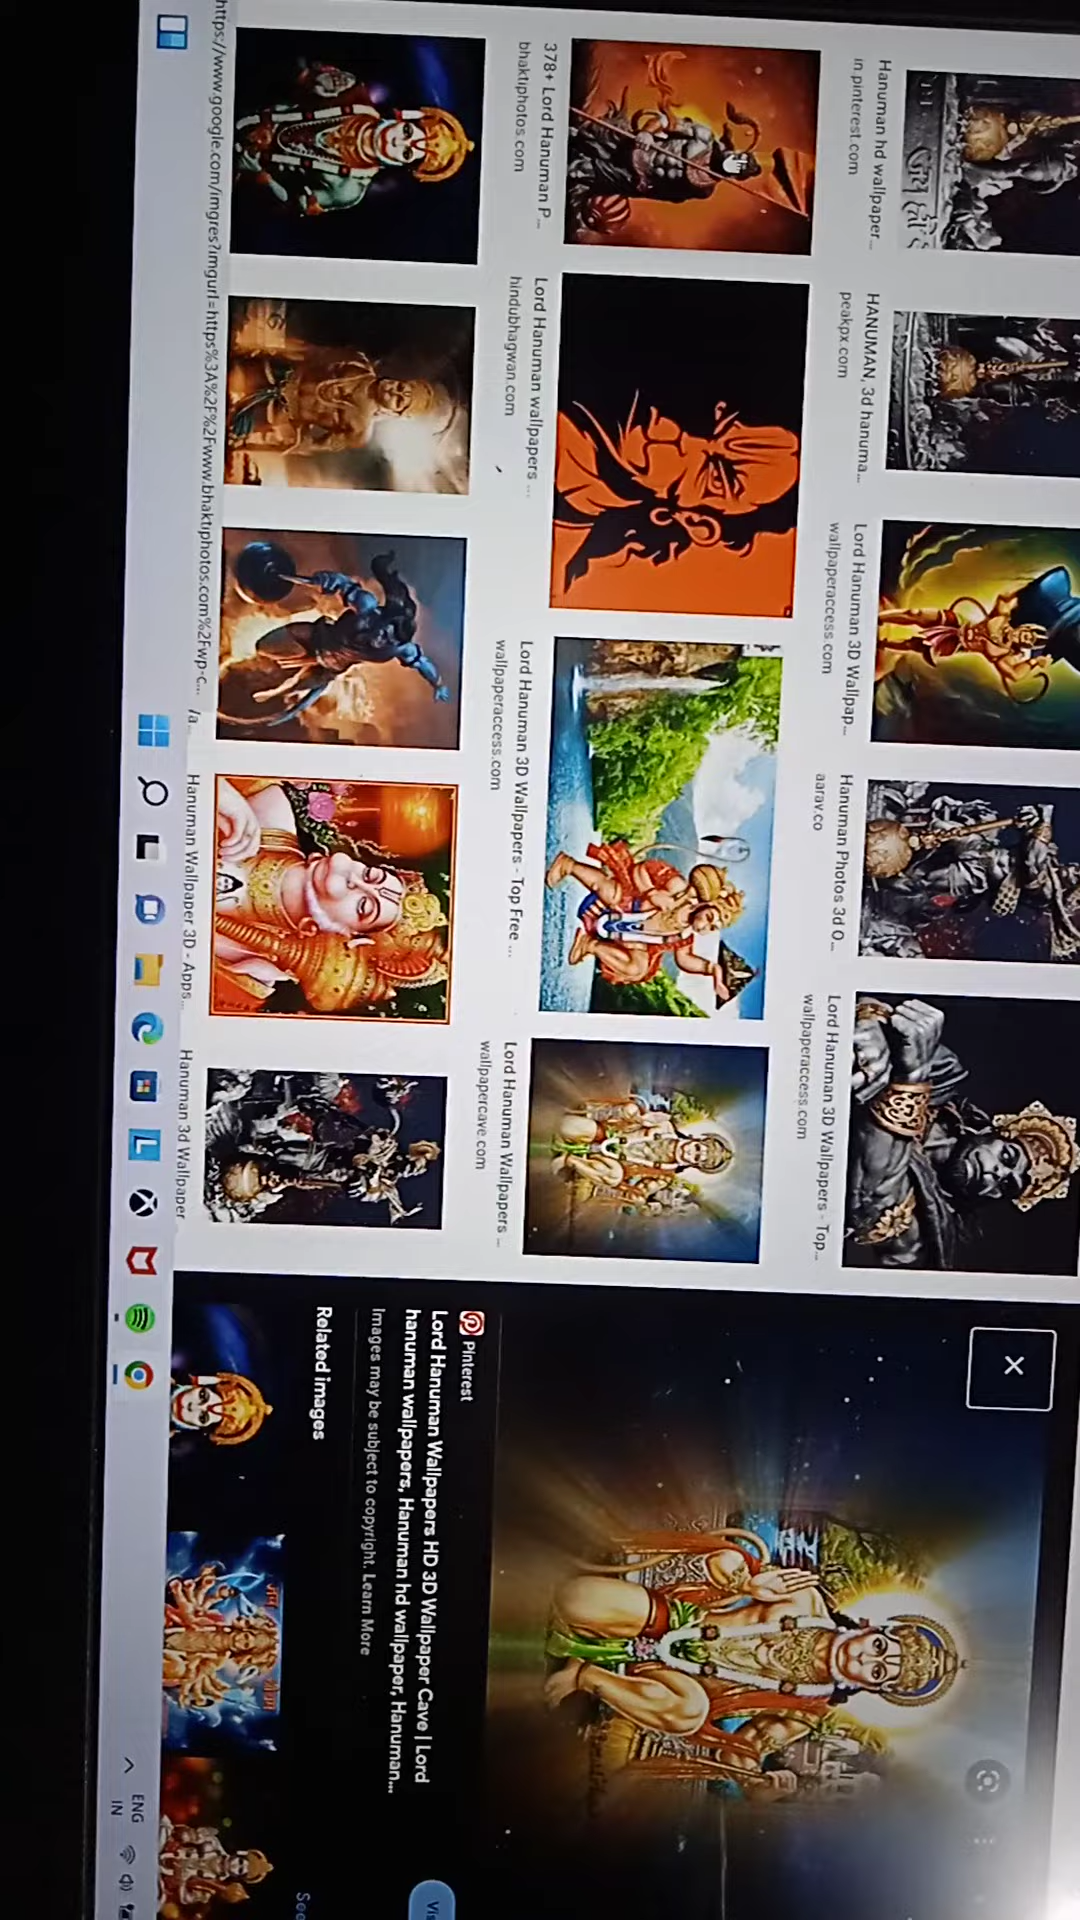 Hanuman hd wallpaper...
in.pinterest.com
HANUMAN, 3d hanuma...
peakpx.com
Lord Hanuman 3D Wallpap...
wallpaperaccess.com
Hanuman Photos 3d O...
aarav.co
Lord Hanuman 3D Wallpapers - Top...
wallpaperaccess.com
378+ Lord Hanuman P...
bhaktiphotos.com
Lord Hanuman wallpapers ...
hindubhagwan.com
Lord Hanuman 3D Wallpapers - Top Free ...
wallpaperaccess.com
Lord Hanuman Wallpapers ...
wallpapercave.com
https://www.google.com/imgres?imgurl=https%3A%2F%2Fwww.bhaktiphotos.com%2Fwp-c... /a...
Hanuman Wallpaper 3D - Apps...
Hanuman 3d Wallpaper
Pinterest
Lord Hanuman Wallpapers HD 3D Wallpaper Cave | Lord
hanuman wallpapers, Hanuman hd wallpaper, Hanuman...
Images may be subject to copyright. Learn More
Related images
See
ENG
IN